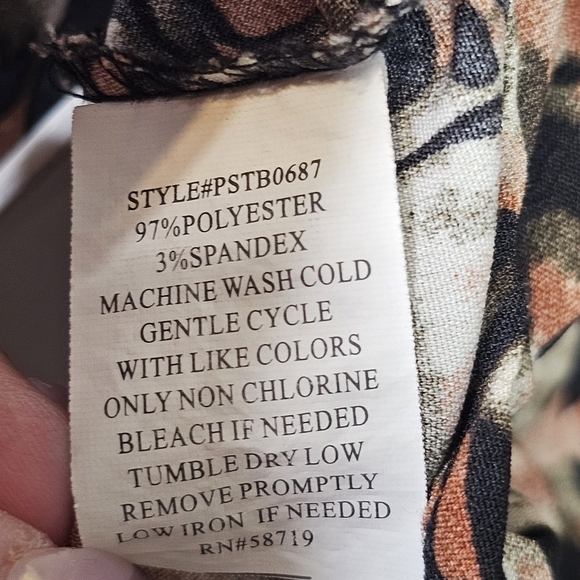 STYLE#PSTB0687
97%POLYESTER
3%SPANDEX
MACHINE WASH COLD
GENTLE CYCLE
WITH LIKE COLORS
ONLY NON CHLORINE
BLEACH IF NEEDED
TUMBLE DRY LOW
REMOVE PROMPTLY
LOW IRON IF NEEDED
RN#58719